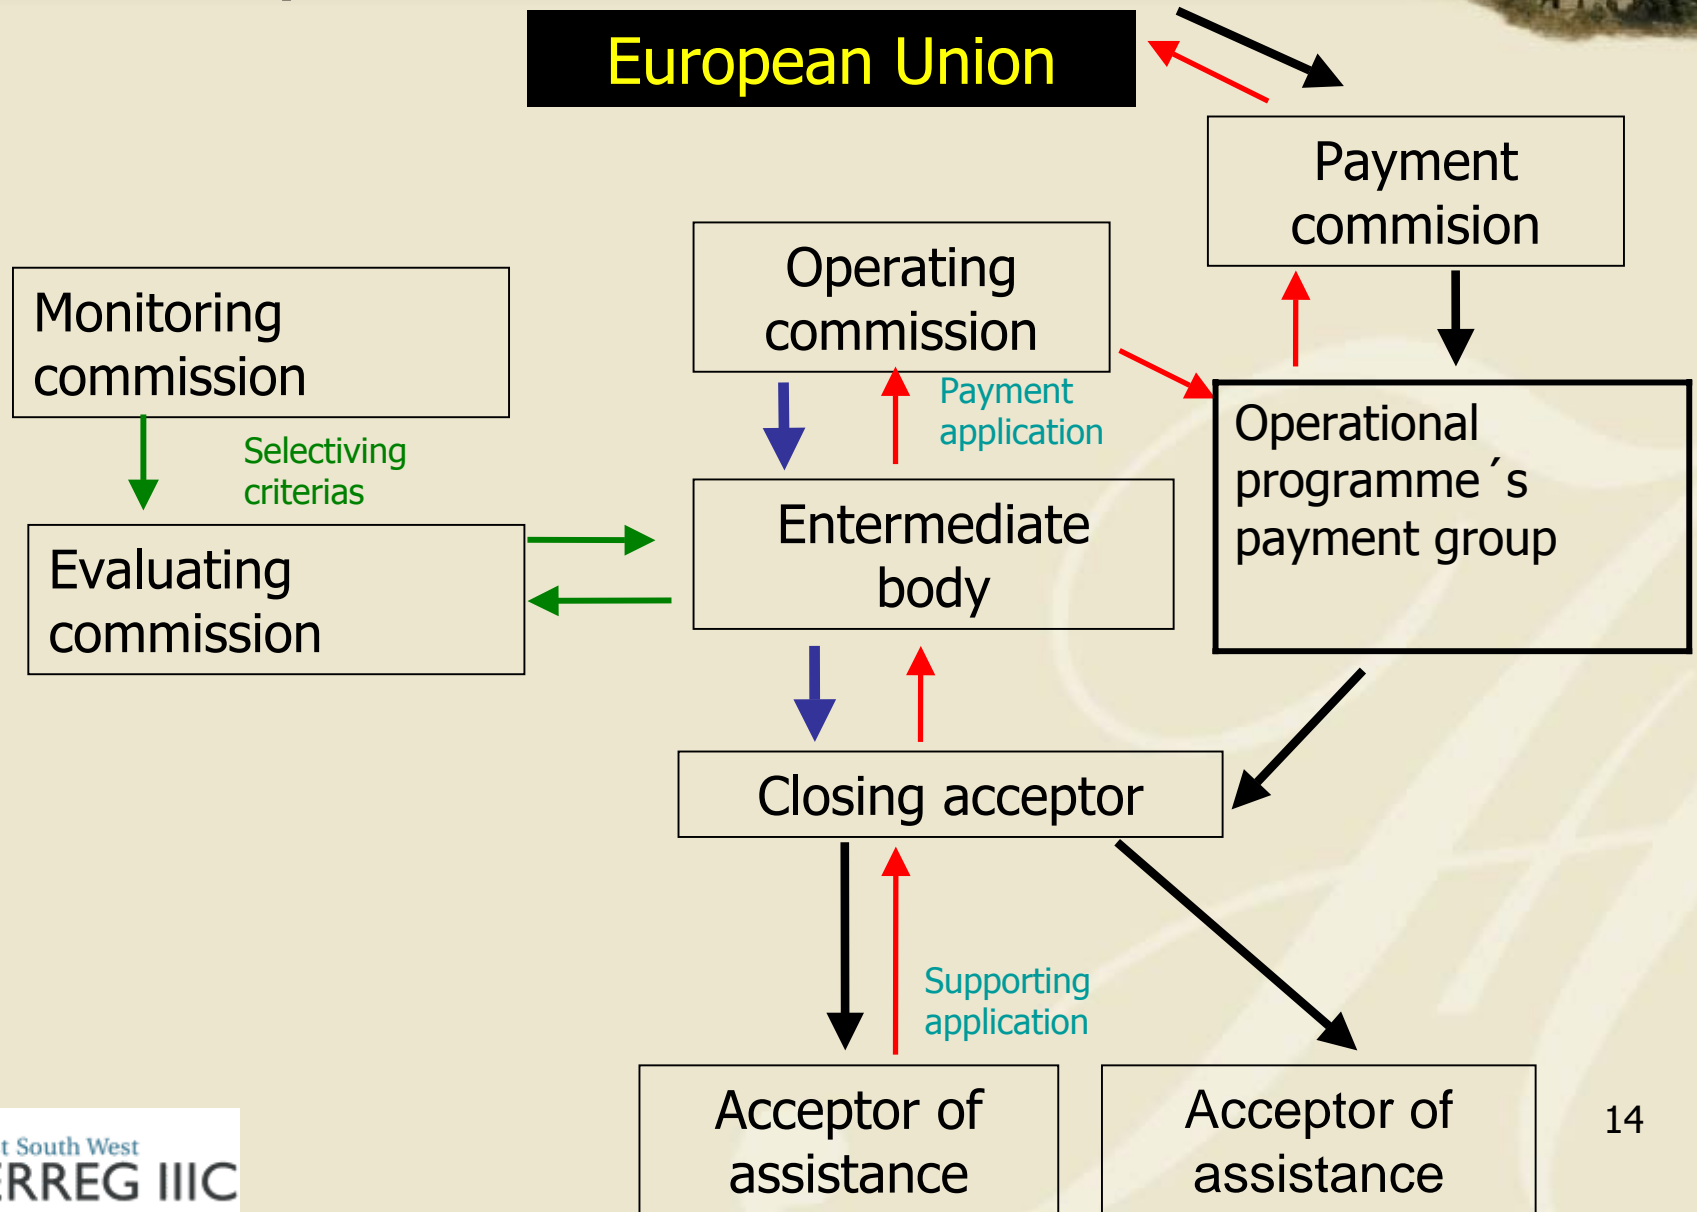 European Union
Payment
commision
Operating
commission
Monitoring
commission
Payment
application
Selectiving
criterias
Operational
programme´s
payment group
Entermediate
body
Evaluating
commission
Closing acceptor
Supporting
application
Acceptor of
assistance
Acceptor of
assistance
14
t South West
ERREG IIIC